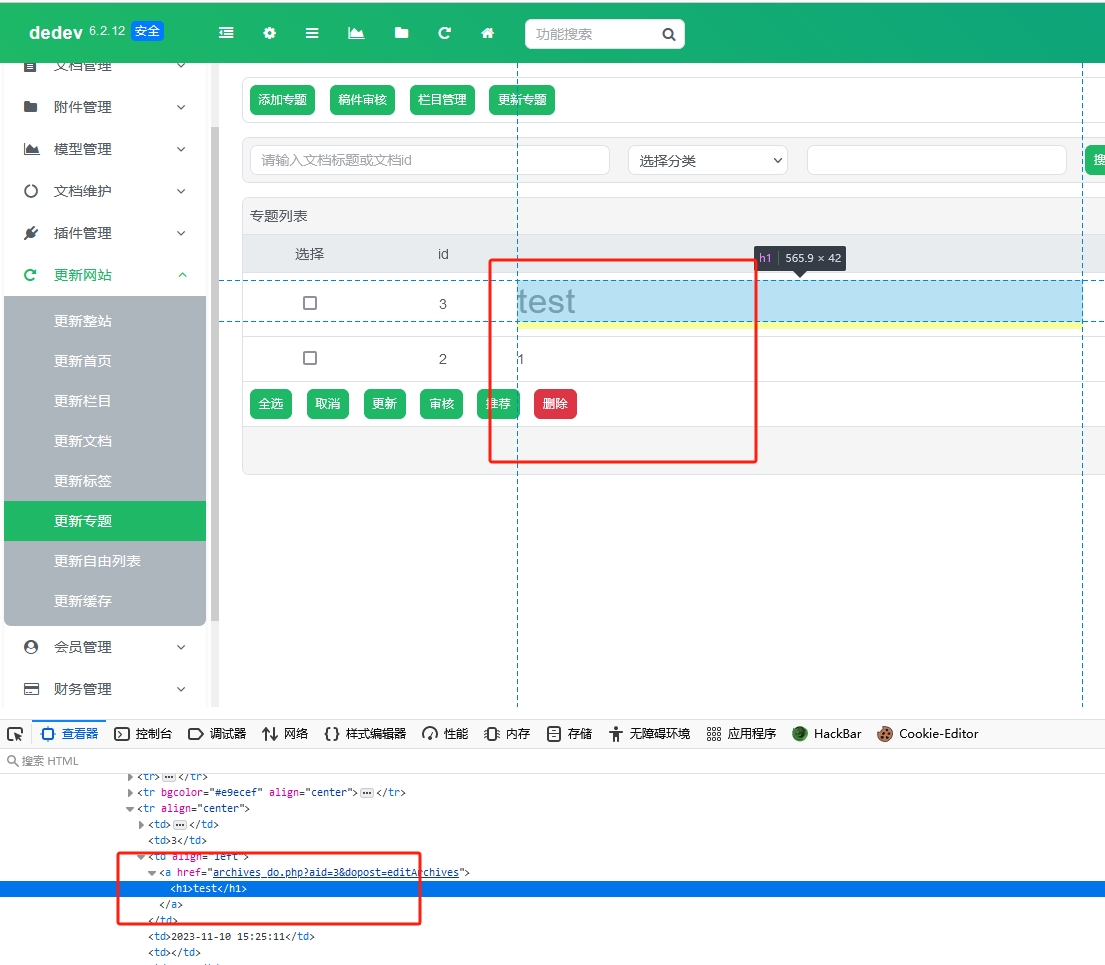 dedev 6.2.12 安全
功能搜索
文档管理
附件管理
模型管理
文档维护
插件管理
更新网站
更新整站
更新首页
更新栏目
更新文档
更新标签
更新专题
更新自由列表
更新缓存
会员管理
财务管理
添加专题 稿件审核 栏目管理 更新专题
请输入文档标题或文档id 选择分类 搜
专题列表
选择 id
h1 565.9 × 42
3 test
2 1
全选 取消 更新 审核 推荐 删除
查看器 控制台 调试器 网络 样式编辑器 性能 内存 存储 无障碍环境 应用程序 HackBar Cookie-Editor
搜索 HTML
<tr>···</tr>
<tr bgcolor="#e9ecef" align="center">···</tr>
<tr align="center">
<td>···</td>
<td>3</td>
<td align="left">
<a href="archives_do.php?aid=3&dopost=editArchives">
<h1>test</h1>
</a>
</td>
<td>2023-11-10 15:25:11</td>
<td></td>